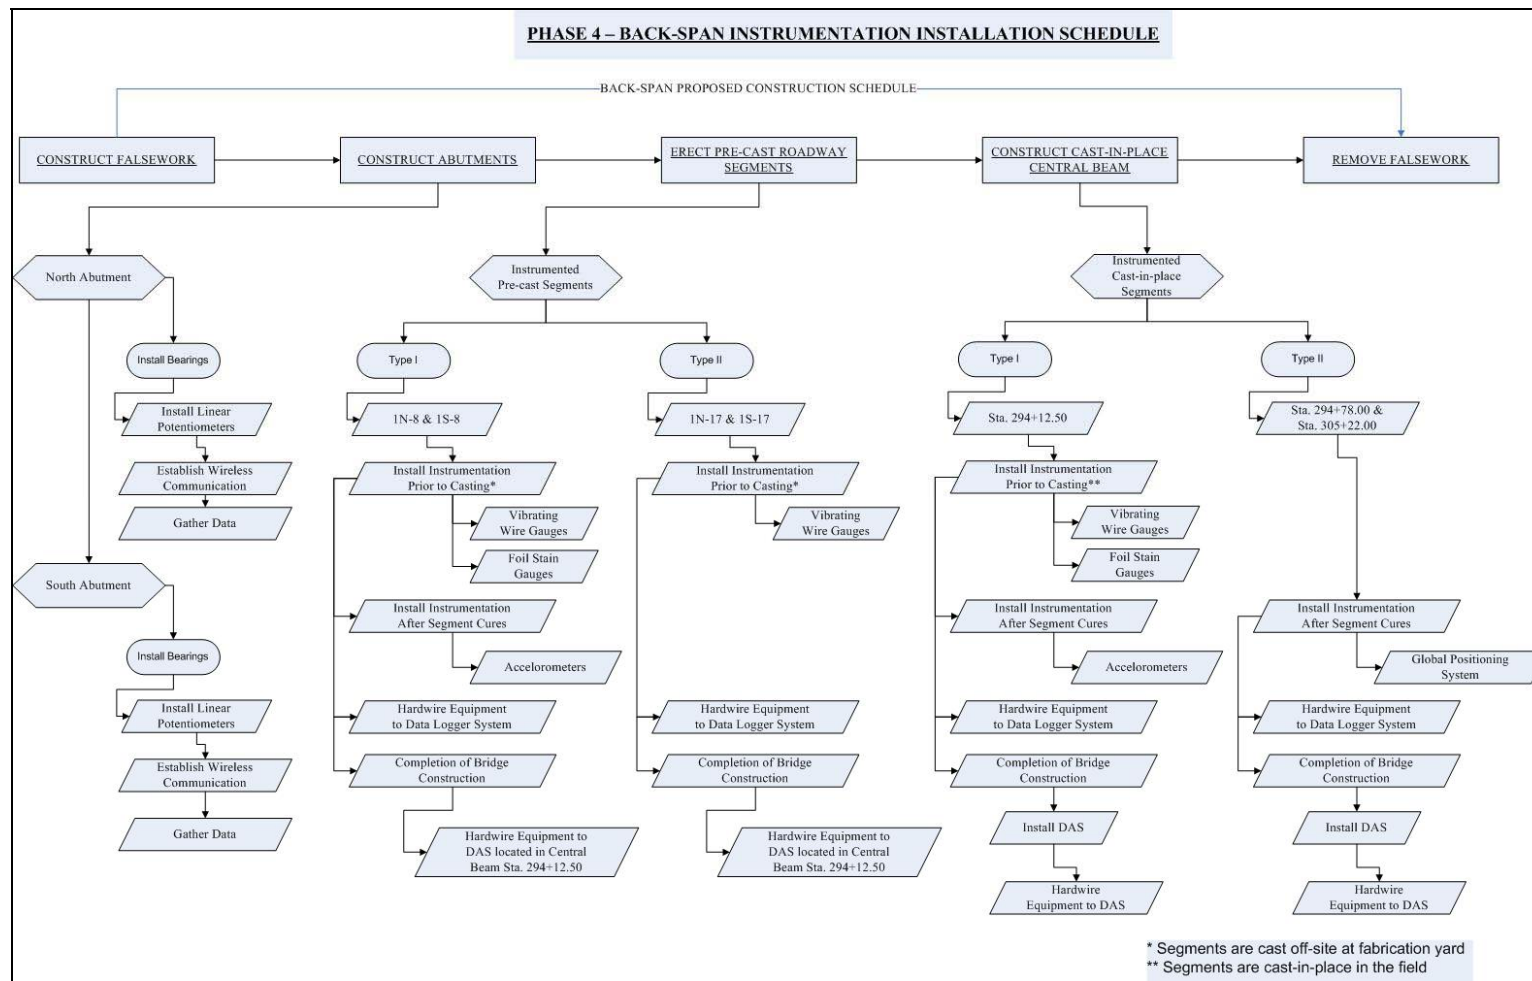 PHASE 4 – BACK-SPAN INSTRUMENTATION INSTALLATION SCHEDULE
BACK-SPAN PROPOSED CONSTRUCTION SCHEDULE
CONSTRUCT FALSEWORK
CONSTRUCT ABUTMENTS
ERECT PRE-CAST ROADWAY
SEGMENTS
CONSTRUCT CAST-IN-PLACE
CENTRAL BEAM
REMOVE FALSEWORK
North Abutment
Install Bearings
Install Linear
Potentiometers
Establish Wireless
Communication
Gather Data
South Abutment
Install Bearings
Install Linear
Potentiometers
Establish Wireless
Communication
Gather Data
Instrumented
Pre-cast Segments
Type I
1N-8 & 1S-8
Install Instrumentation
Prior to Casting*
Vibrating
Wire Gauges
Foil Stain
Gauges
Install Instrumentation
After Segment Cures
Accelorometers
Hardwire Equipment
to Data Logger System
Completion of Bridge
Construction
Hardwire Equipment to
DAS located in Central
Beam Sta. 294+12.50
Type II
1N-17 & 1S-17
Install Instrumentation
Prior to Casting*
Vibrating
Wire Gauges
Hardwire Equipment
to Data Logger System
Completion of Bridge
Construction
Hardwire Equipment to
DAS located in Central
Beam Sta. 294+12.50
Instrumented
Cast-in-place
Segments
Type I
Sta. 294+12.50
Install Instrumentation
Prior to Casting**
Vibrating
Wire Gauges
Foil Stain
Gauges
Install Instrumentation
After Segment Cures
Accelorometers
Hardwire Equipment
to Data Logger System
Completion of Bridge
Construction
Install DAS
Hardwire
Equipment to DAS
Type II
Sta. 294+78.00 &
Sta. 305+22.00
Install Instrumentation
After Segment Cures
Global Positioning
System
Hardwire Equipment
to Data Logger System
Completion of Bridge
Construction
Install DAS
Hardwire
Equipment to DAS
* Segments are cast off-site at fabrication yard
** Segments are cast-in-place in the field